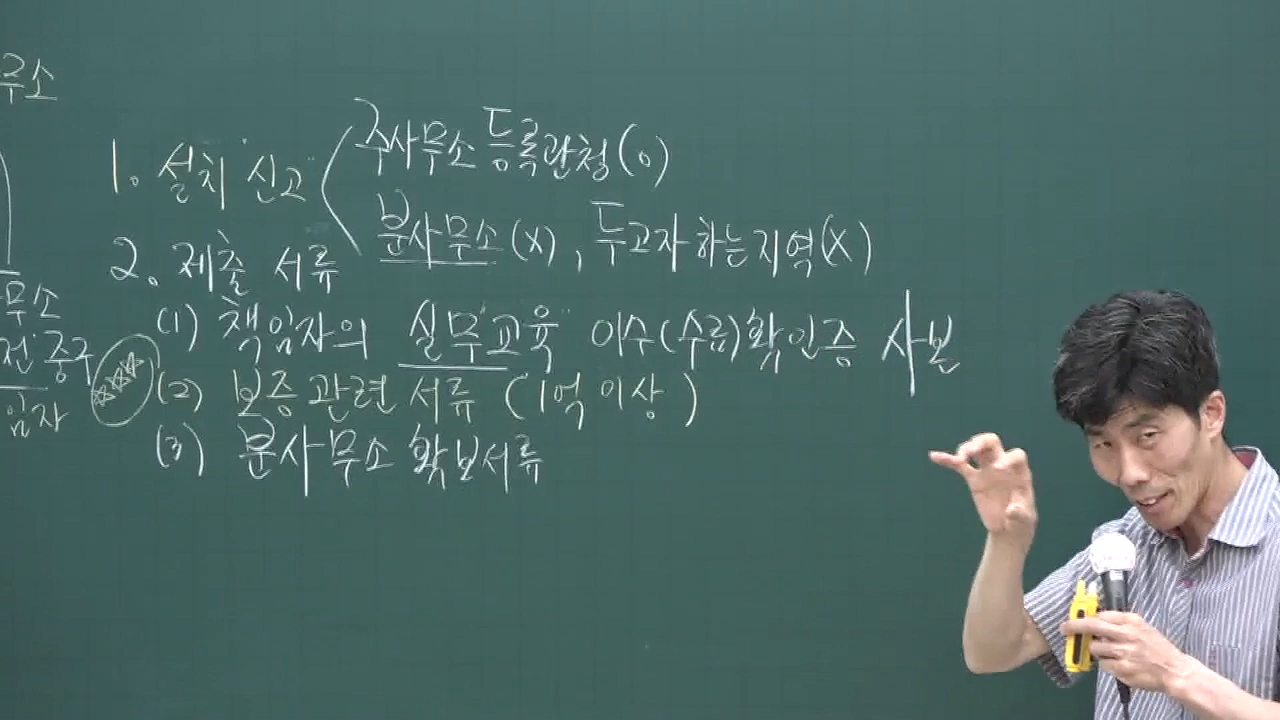 무소
1. 설치 "신고" 주사무소 등록관청(O)
분사무소(X), 두고자 하는 지역(X)
2. 제출 서류
(1) 책임자의 실무"교육" 이수(수료)확인증 사본
(2) 보증 관련 서류 (1억 이상)
(3) 분사무소 확보서류
무소
중구
임자